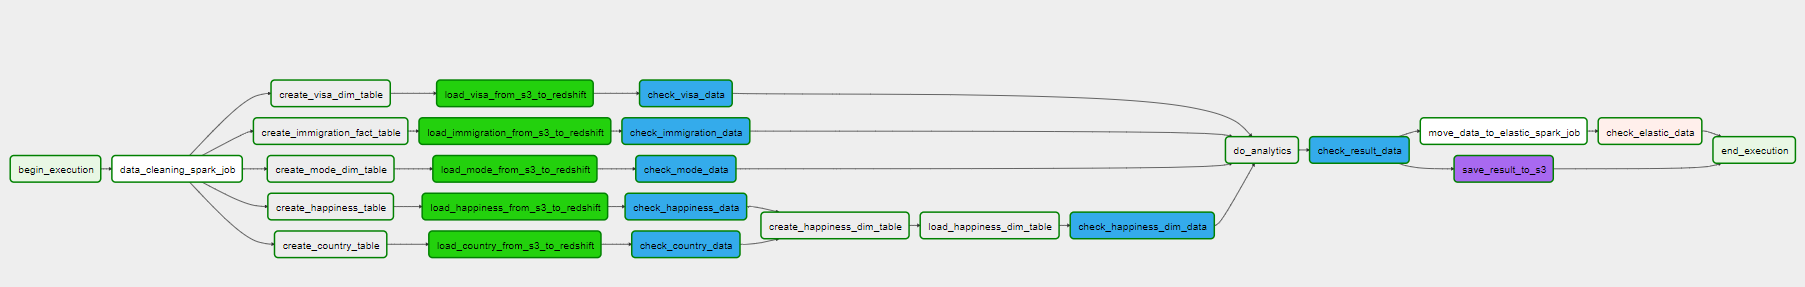 begin_execution
data_cleaning_spark_job
create_visa_dim_table
load_visa_from_s3_to_redshift
check_visa_data
create_immigration_fact_table
load_immigration_from_s3_to_redshift
check_immigration_data
create_mode_dim_table
load_mode_from_s3_to_redshift
check_mode_data
create_happiness_table
load_happiness_from_s3_to_redshift
check_happiness_data
create_country_table
load_country_from_s3_to_redshift
check_country_data
create_happiness_dim_table
load_happiness_dim_table
check_happiness_dim_data
do_analytics
check_result_data
move_data_to_elastic_spark_job
check_elastic_data
save_result_to_s3
end_execution